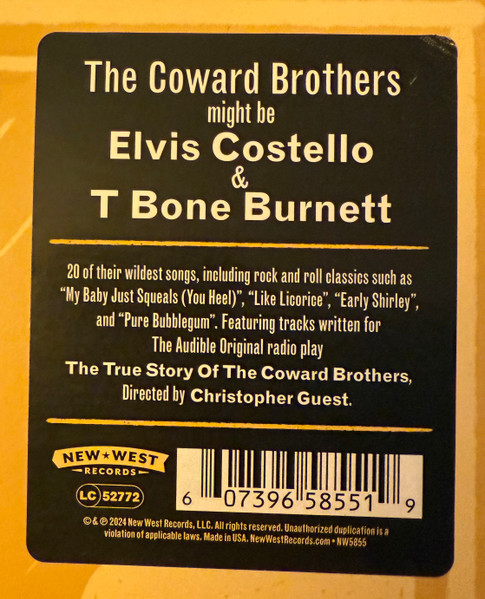 The Coward Brothers
might be
Elvis Costello
&
T Bone Burnett
20 of their wildest songs, including rock and roll classics such as
“My Baby Just Squeals (You Heel)”, “Like Licorice”, “Early Shirley”,
and “Pure Bubblegum”. Featuring tracks written for
The Audible Original radio play
The True Story Of The Coward Brothers,
Directed by Christopher Guest.
NEW★WEST
RECORDS
LC 52772
6 07396 58551 9
© & ℗ 2024 New West Records, LLC. All rights reserved. Unauthorized duplication is a
violation of applicable laws. Made in USA. NewWestRecords.com • NW5855